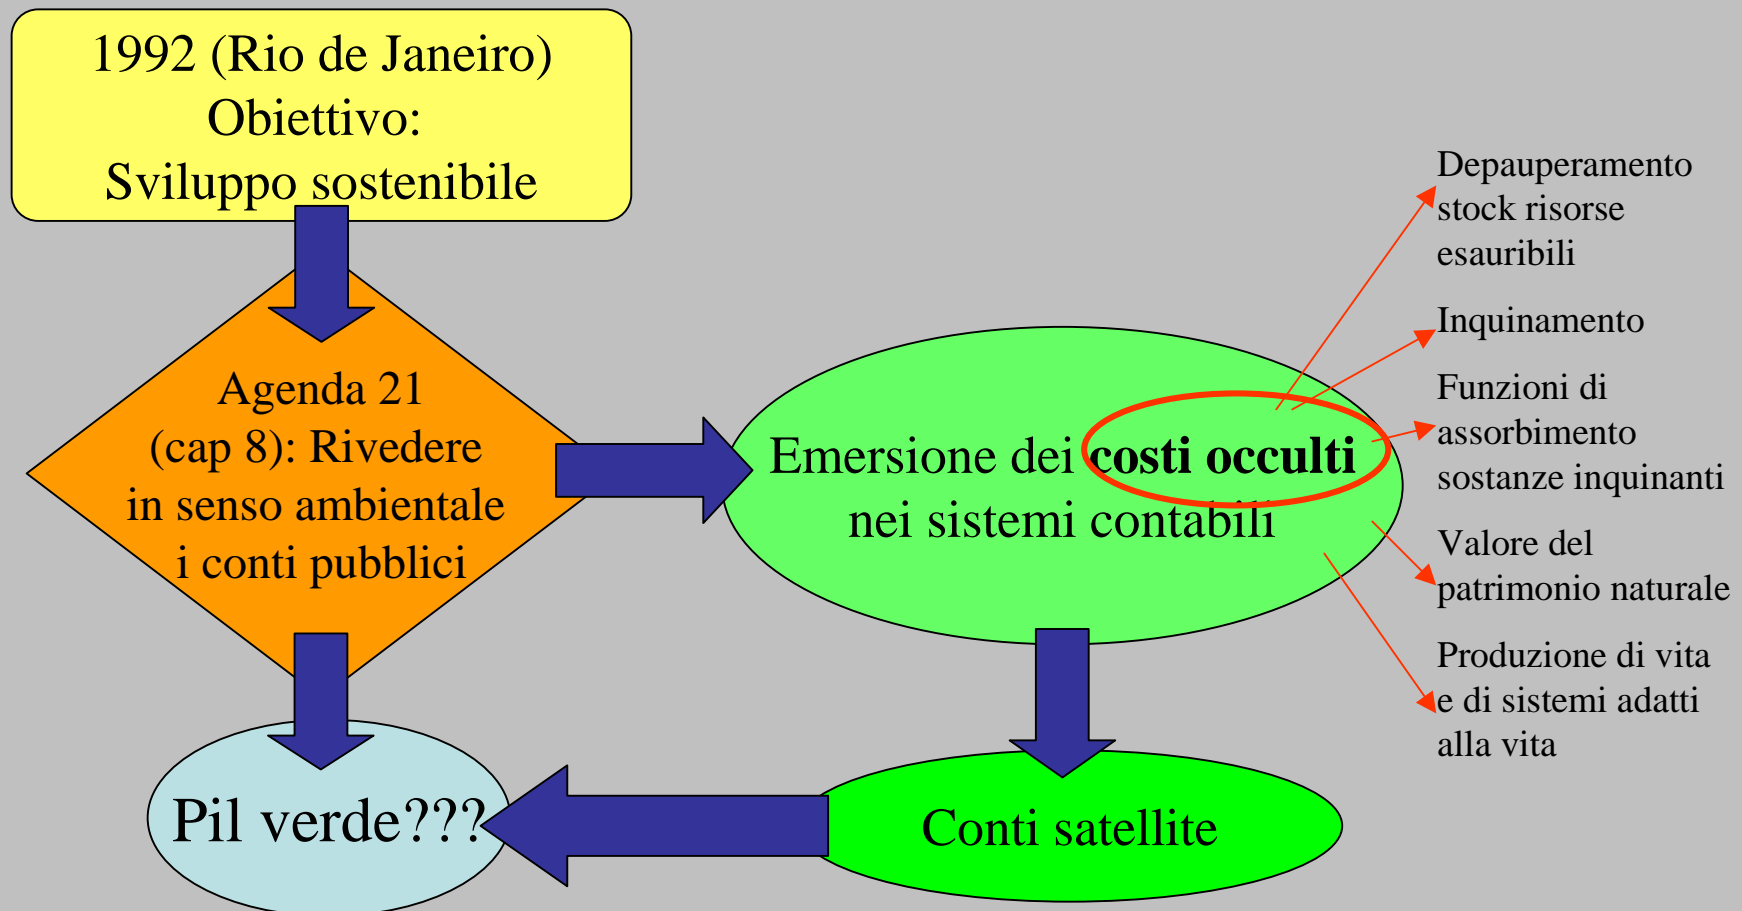 1992 (Rio de Janeiro)
Obiettivo:
Sviluppo sostenibile
Agenda 21
(cap 8): Rivedere
in senso ambientale
i conti pubblici
Emersione dei costi occulti
nei sistemi contabili
Depauperamento
stock risorse
esauribili
Inquinamento
Funzioni di
assorbimento
sostanze inquinanti
Valore del
patrimonio naturale
Produzione di vita
e di sistemi adatti
alla vita
Pil verde???
Conti satellite